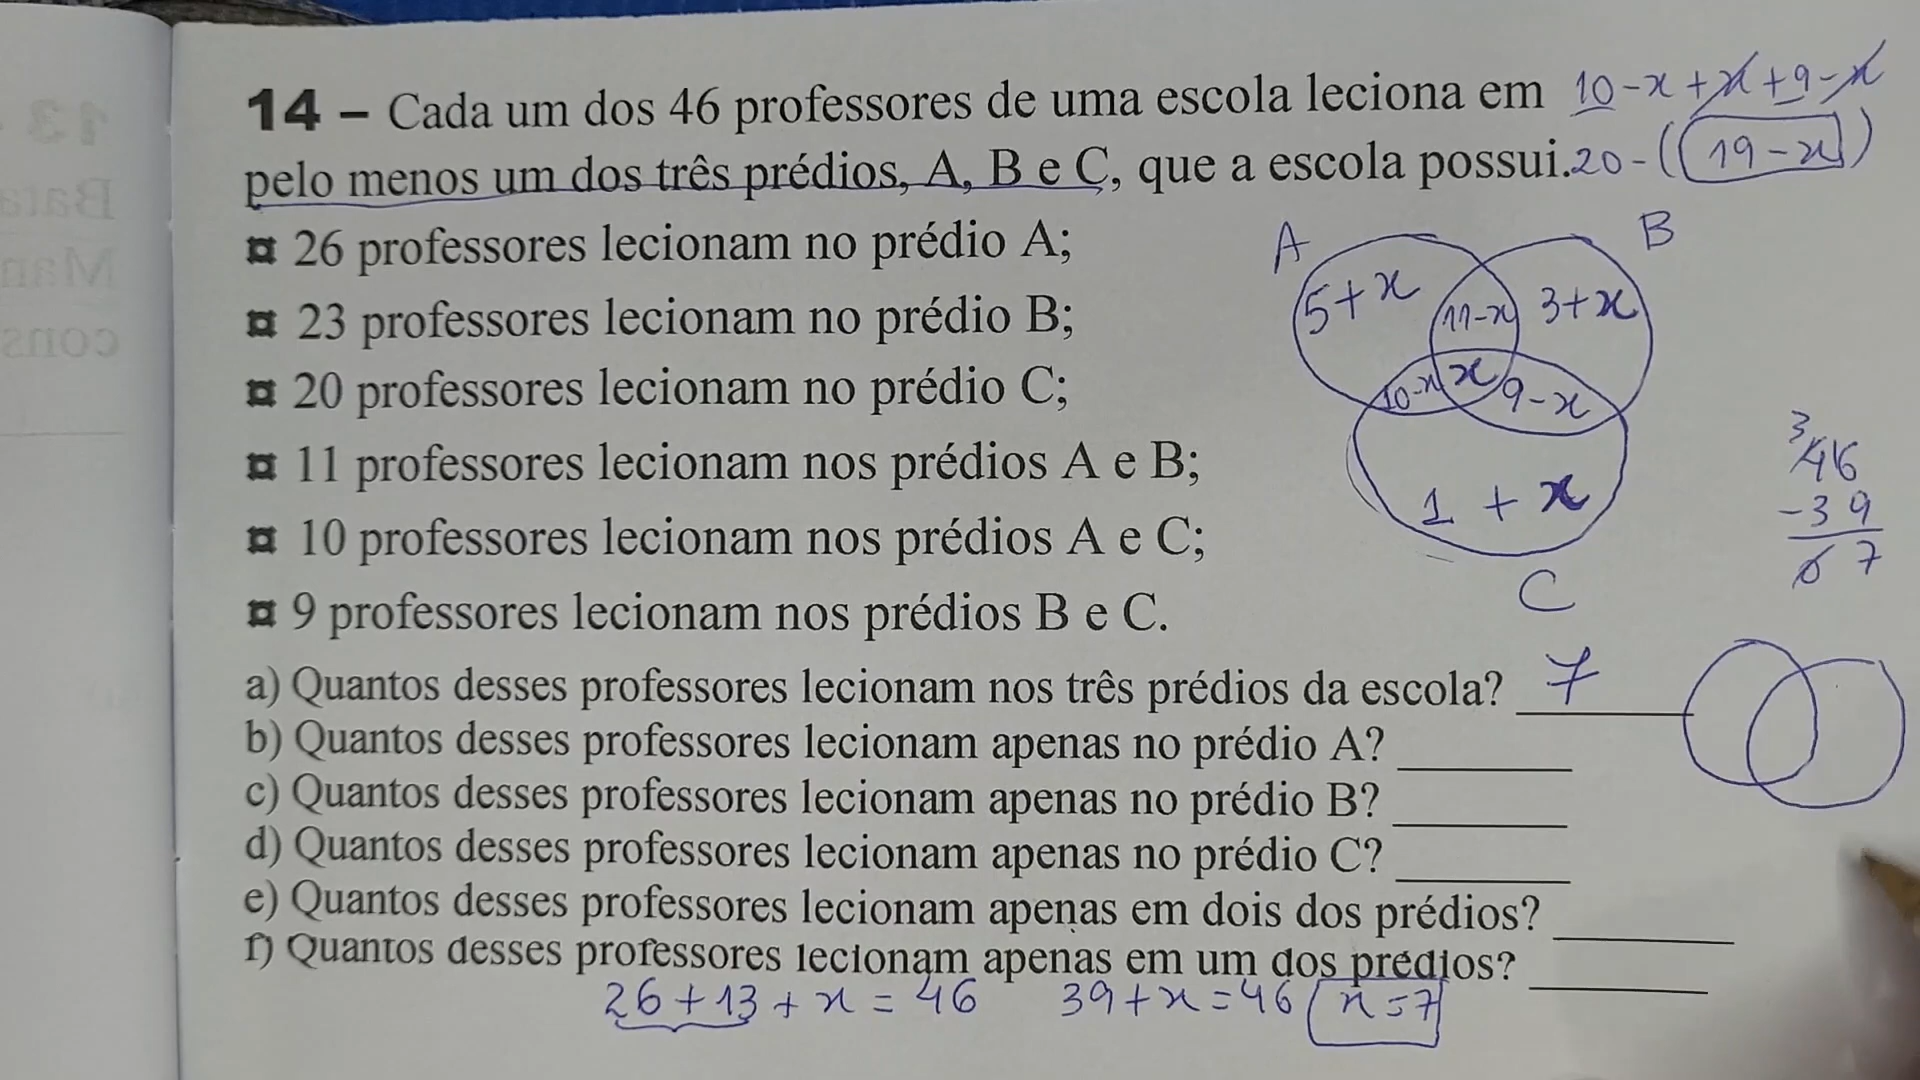 14 – Cada um dos 46 professores de uma escola leciona em
pelo menos um dos três prédios, A, B e C, que a escola possui.
¤ 26 professores lecionam no prédio A;
¤ 23 professores lecionam no prédio B;
¤ 20 professores lecionam no prédio C;
¤ 11 professores lecionam nos prédios A e B;
¤ 10 professores lecionam nos prédios A e C;
¤ 9 professores lecionam nos prédios B e C.
a) Quantos desses professores lecionam nos três prédios da escola? 7
b) Quantos desses professores lecionam apenas no prédio A?
c) Quantos desses professores lecionam apenas no prédio B?
d) Quantos desses professores lecionam apenas no prédio C?
e) Quantos desses professores lecionam apenas em dois dos prédios?
f) Quantos desses professores lecionam apenas em um dos prédios?
26 + 13 + x = 46 39 + x = 46 x = 7
10 - x + x + 9 - x
20 - (19 - x)
A B
5 + x 11 - x 3 + x
10 - x x 9 - x
1 + x
C
3
46
- 39
07
13
Bata
Man
cons